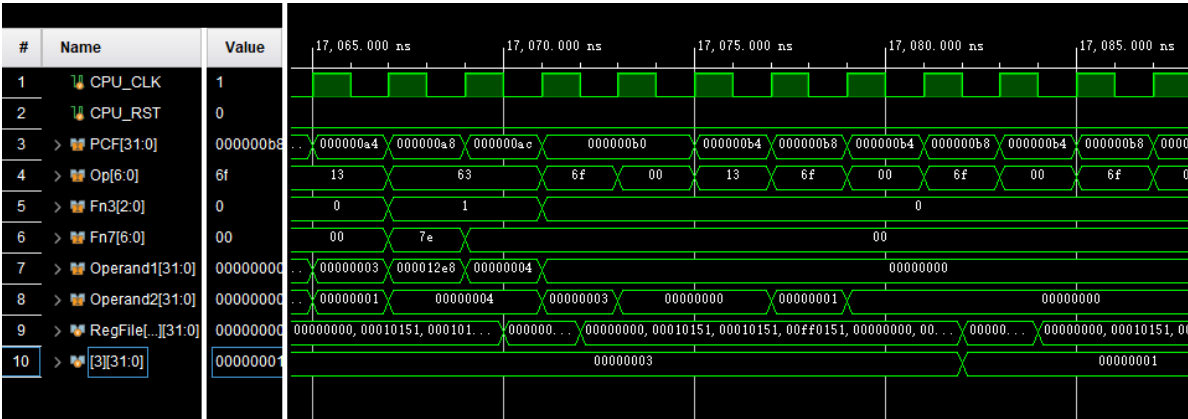 # Name Value 17,065.000 ns 17,070.000 ns 17,075.000 ns 17,080.000 ns 17,085.000 ns
1 CPU_CLK 1
2 CPU_RST 0
3 > PCF[31:0] 000000b8 .. 000000a4 000000a8 000000ac 000000b0 000000b4 000000b8 000000b4 000000b8 000000b4 000000b8 0000
4 > Op[6:0] 6f 13 63 6f 00 13 6f 00 6f 00 6f 0
5 > Fn3[2:0] 0 0 1 0
6 > Fn7[6:0] 00 00 7e 00
7 > Operand1[31:0] 00000000 .. 00000003 000012e8 00000004 00000000
8 > Operand2[31:0] 00000000 .. 00000001 00000004 00000003 00000000 00000001 00000000
9 > RegFile[...][31:0] 00000000 00000000, 00010151, 000101... 000000... 00000000, 00010151, 00010151, 00ff0151, 00000000, 00... 00000... 00000000, 00010151, 00
10 > [3][31:0] 00000001 00000003 00000001